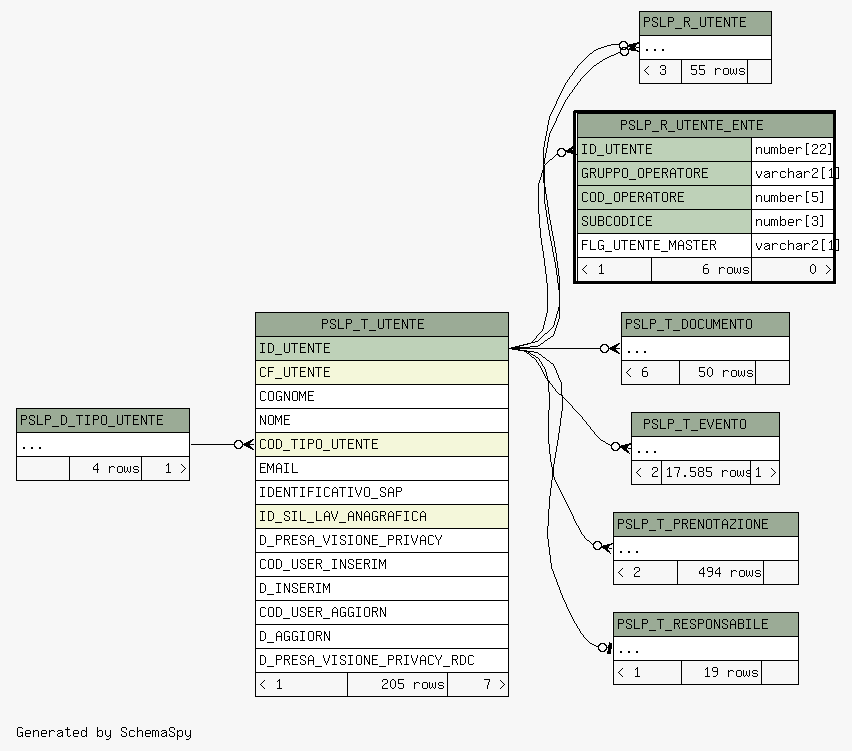 PSLP_R_UTENTE
...
< 3 55 rows
PSLP_R_UTENTE_ENTE
ID_UTENTE number[22]
GRUPPO_OPERATORE varchar2[1]
COD_OPERATORE number[5]
SUBCODICE number[3]
FLG_UTENTE_MASTER varchar2[1]
< 1 6 rows 0 >
PSLP_T_UTENTE
ID_UTENTE
CF_UTENTE
COGNOME
NOME
COD_TIPO_UTENTE
EMAIL
IDENTIFICATIVO_SAP
ID_SIL_LAV_ANAGRAFICA
D_PRESA_VISIONE_PRIVACY
COD_USER_INSERIM
D_INSERIM
COD_USER_AGGIORN
D_AGGIORN
D_PRESA_VISIONE_PRIVACY_RDC
< 1 205 rows 7 >
PSLP_D_TIPO_UTENTE
...
4 rows 1 >
PSLP_T_DOCUMENTO
...
< 6 50 rows
PSLP_T_EVENTO
...
< 2 17.585 rows 1 >
PSLP_T_PRENOTAZIONE
...
< 2 494 rows
PSLP_T_RESPONSABILE
...
< 1 19 rows
Generated by SchemaSpy